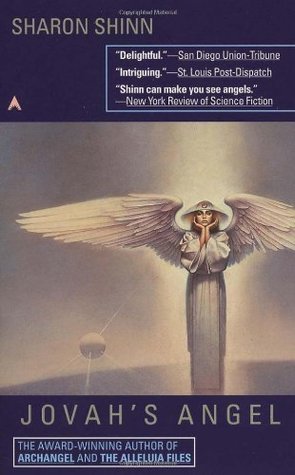 SHARON SHINN
"Delightful."—San Diego Union-Tribune
"Intriguing."—St. Louis Post-Dispatch
"Shinn can make you see angels."
—New York Review of Science Fiction
JOVAH'S ANGEL
THE AWARD-WINNING AUTHOR OF
ARCHANGEL AND THE ALLELUIA FILES